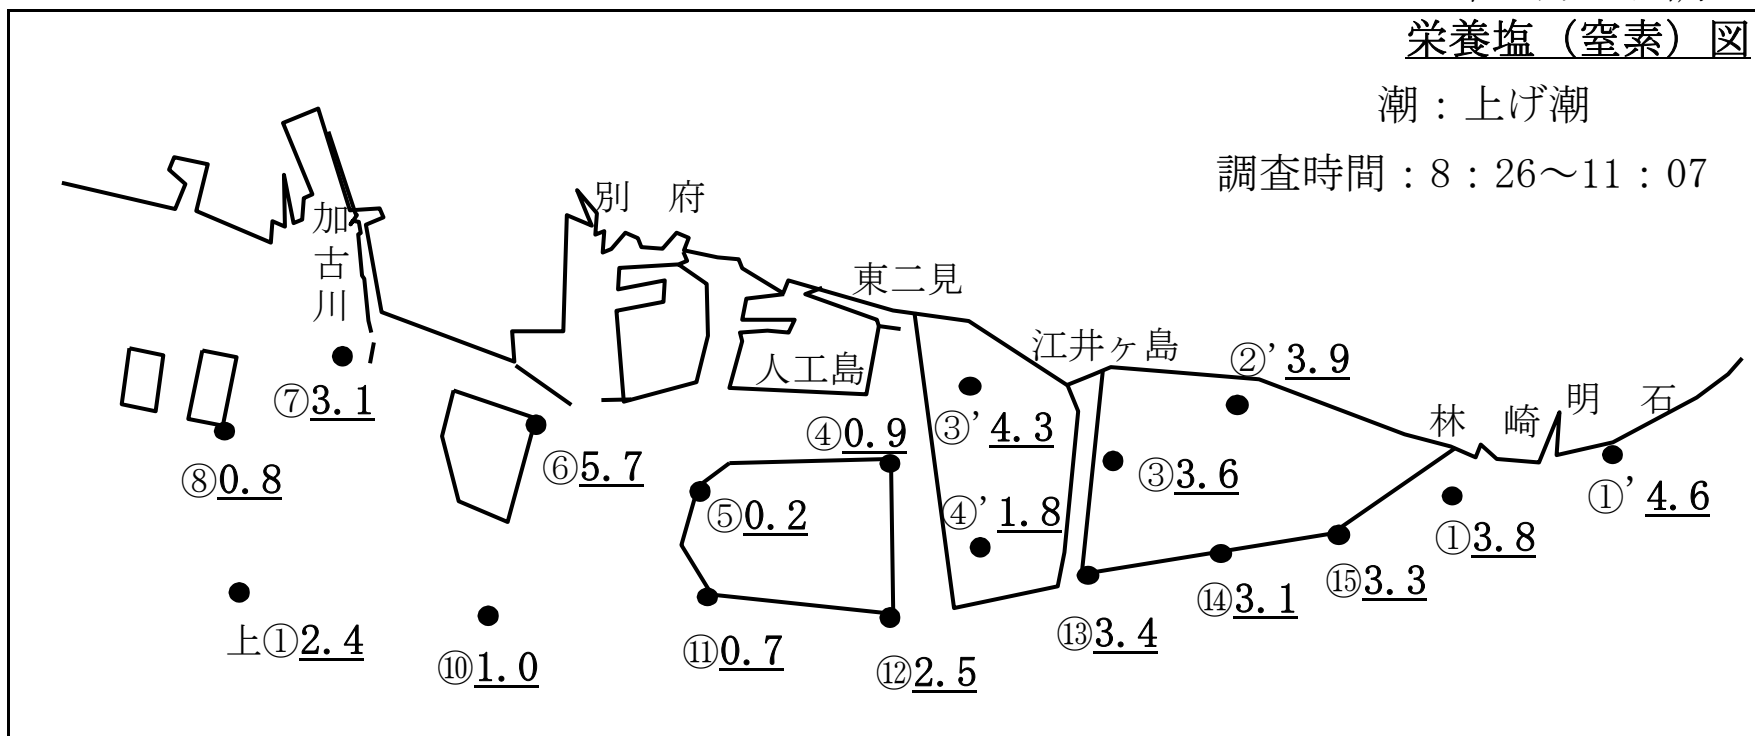 栄養塩（窒素）図
潮：上げ潮
調査時間：8：26～11：07
加古川
別 府
東二見
人工島
江井ヶ島
林 崎
明 石
②' 3.9
⑦3.1
③' 4.3
④0.9
⑥5.7
⑧0.8
③3.6
①' 4.6
⑤0.2
④' 1.8
①3.8
⑮3.3
⑭3.1
⑬3.4
上①2.4
⑩1.0
⑪0.7
⑫2.5